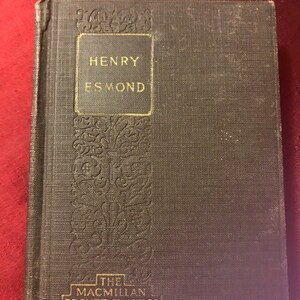 HENRY
ESMOND
THE
MACMILLAN